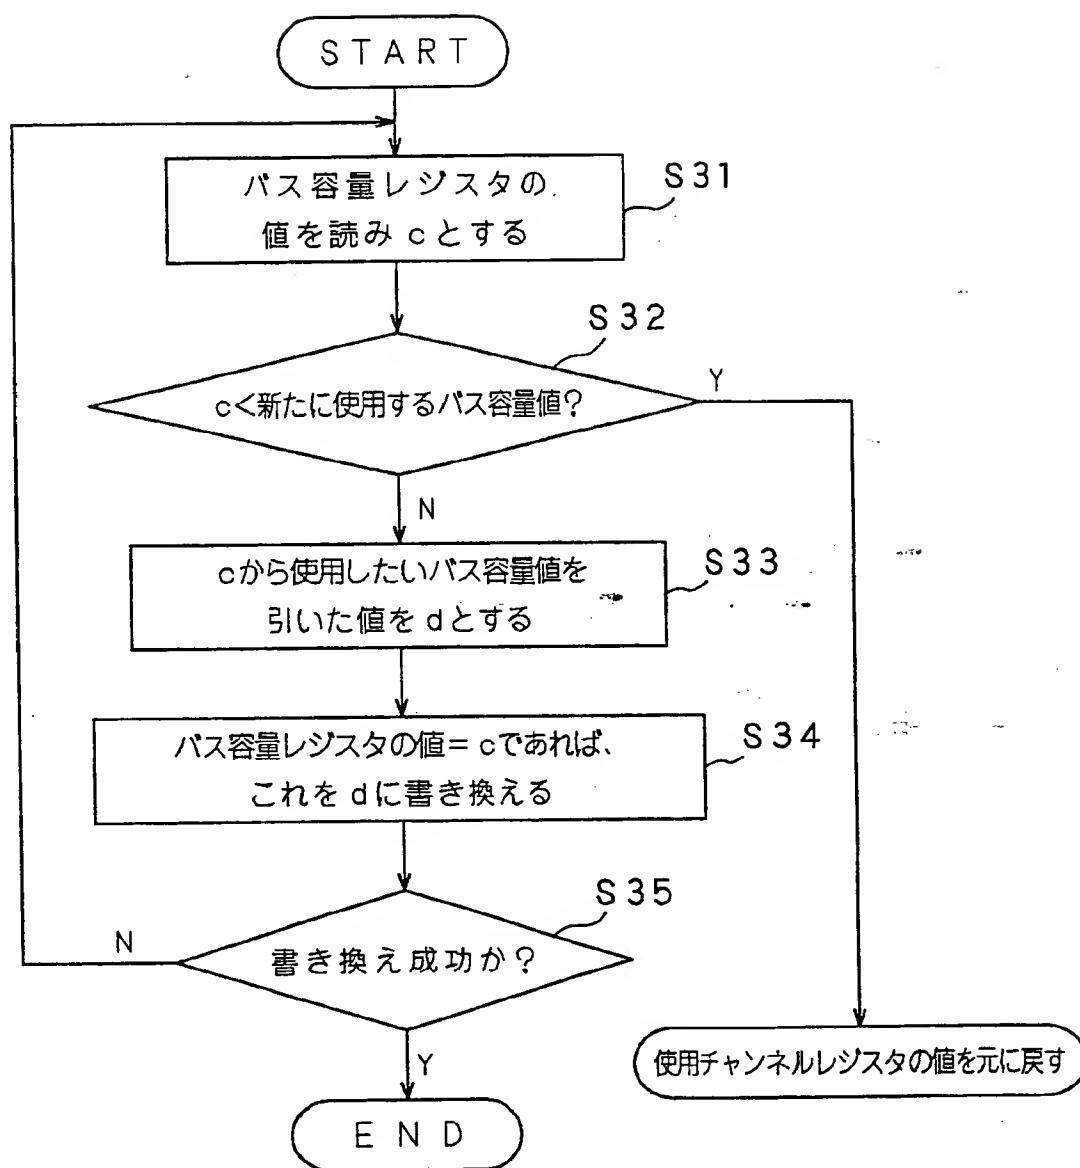 START
バス容量レジスタの
値を読みcとする
S31
S32
c<新たに使用するバス容量値?
Y
N
cから使用したいバス容量値を
引いた値をdとする
S33
バス容量レジスタの値=cであれば、
これをdに書き換える
S34
S35
書き換え成功か?
N
Y
使用チャンネルレジスタの値を元に戻す
END